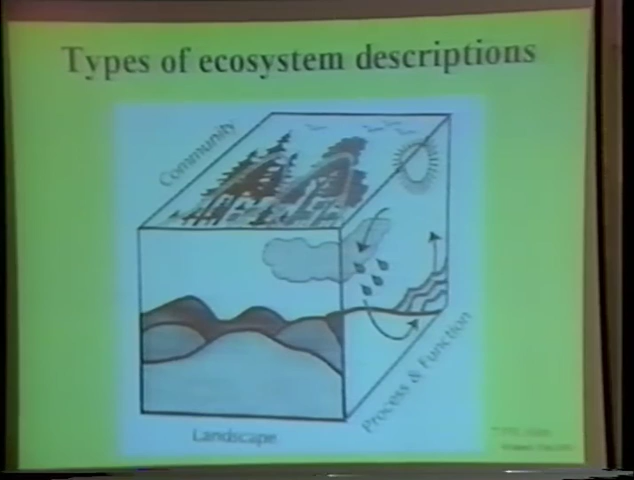 Types of ecosystem descriptions
Community
Process & Function
Landscape